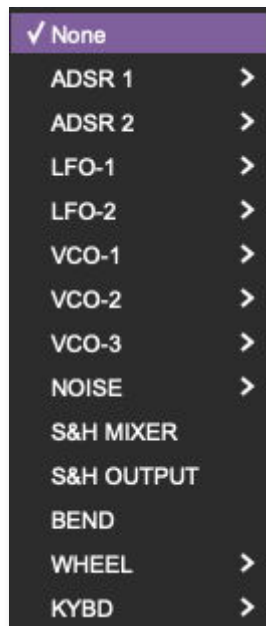 None
ADSR 1
ADSR 2
LFO-1
LFO-2
VCO-1
VCO-2
VCO-3
NOISE
S&H MIXER
S&H OUTPUT
BEND
WHEEL
KYBD